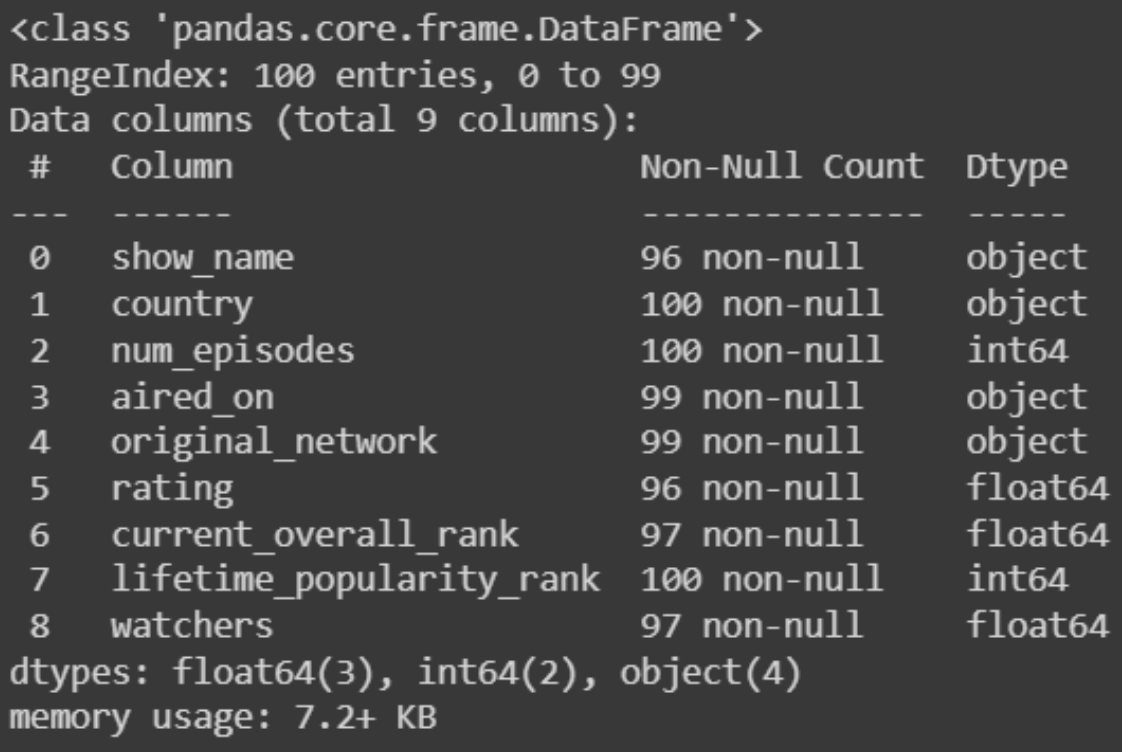 <class 'pandas.core.frame.DataFrame'>
RangeIndex: 100 entries, 0 to 99
Data columns (total 9 columns):
 #   Column                    Non-Null Count  Dtype
---  ------                    --------------  -----
 0   show_name                 96 non-null     object
 1   country                   100 non-null    object
 2   num_episodes              100 non-null    int64
 3   aired_on                  99 non-null     object
 4   original_network          99 non-null     object
 5   rating                    96 non-null     float64
 6   current_overall_rank      97 non-null     float64
 7   lifetime_popularity_rank  100 non-null    int64
 8   watchers                  97 non-null     float64
dtypes: float64(3), int64(2), object(4)
memory usage: 7.2+ KB